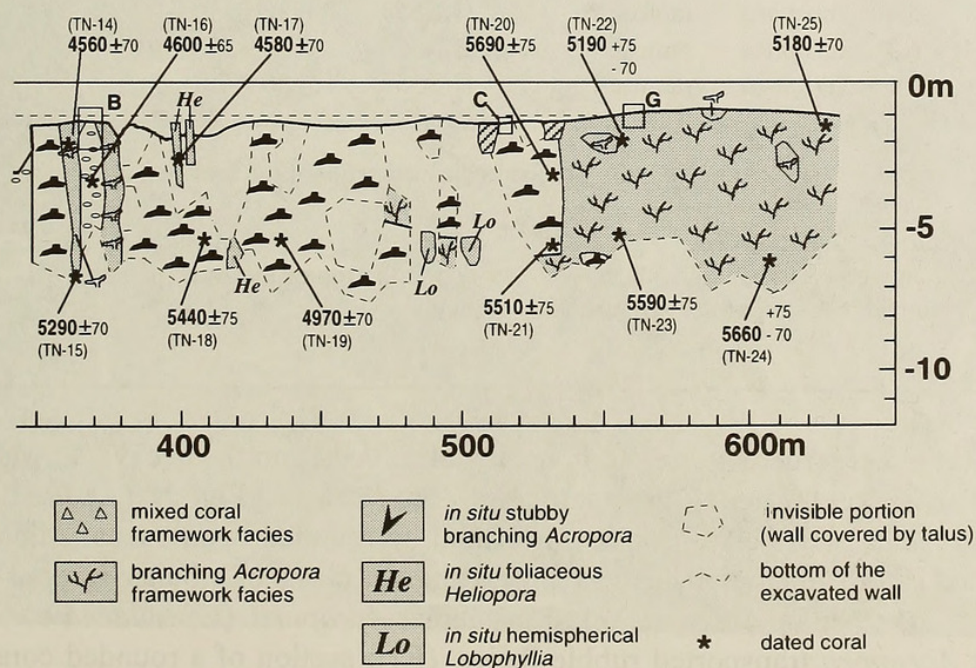 (TN-14) (TN-16) (TN-17) (TN-20) (TN-22) (TN-25)
4560 ±70 4600 ±65 4580 ±70 5690 ±75 5190 +75 - 70 5180 ±70
0m
B He C G
-5
Lo Lo
He
5290 ±70 5440 ±75 4970 ±70 5510 ±75 5590 ±75 5660 +75 - 70
(TN-15) (TN-18) (TN-19) (TN-21) (TN-23) (TN-24)
-10
400 500 600m
mixed coral
framework facies
branching Acropora
framework facies
in situ stubby
branching Acropora
He in situ foliaceous
Heliopora
Lo in situ hemispherical
Lobophyllia
invisible portion
(wall covered by talus)
bottom of the
excavated wall
* dated coral